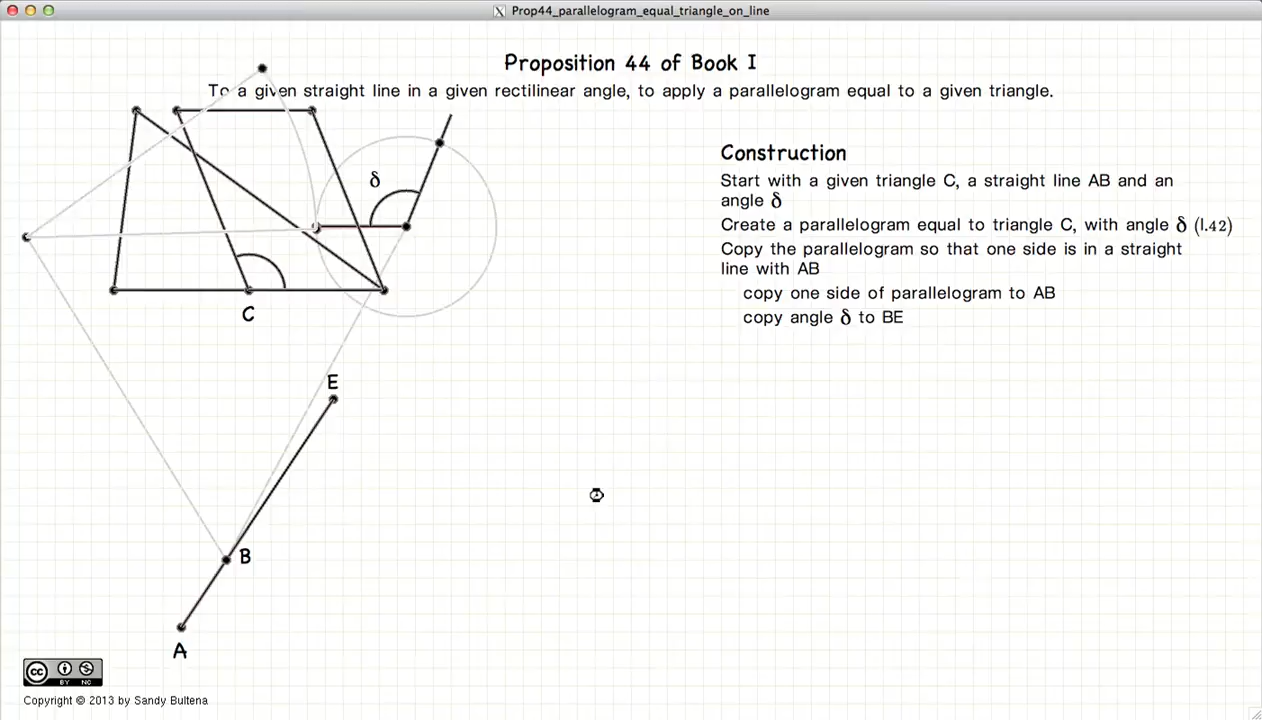 Prop44_parallelogram_equal_triangle_on_line
Proposition 44 of Book I
To a given straight line in a given rectilinear angle, to apply a parallelogram equal to a given triangle.
Construction
Start with a given triangle C, a straight line AB and an
angle δ
Create a parallelogram equal to triangle C, with angle δ (I.42)
Copy the parallelogram so that one side is in a straight
line with AB
copy one side of parallelogram to AB
copy angle δ to BE
δ
C
E
B
A
cc
BY NC
Copyright © 2013 by Sandy Bultena